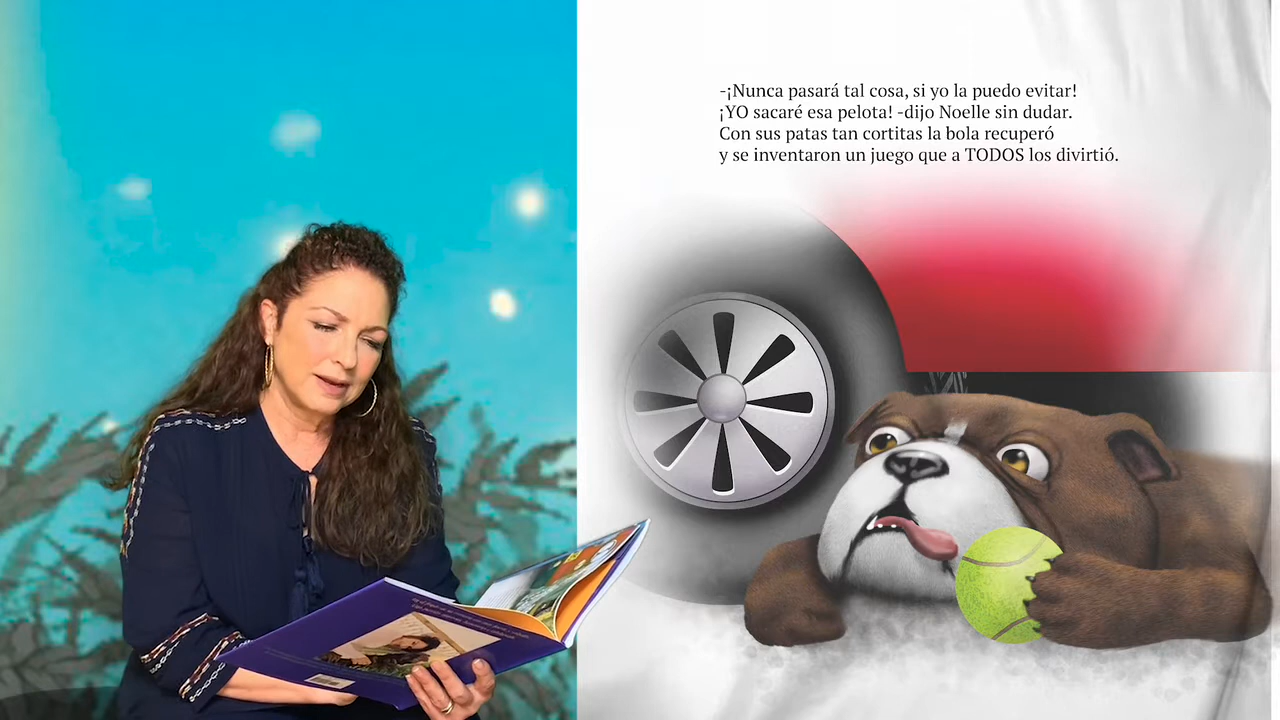 -¡Nunca pasará tal cosa, si yo la puedo evitar!
¡YO sacaré esa pelota! -dijo Noelle sin dudar.
Con sus patas tan cortitas la bola recuperó
y se inventaron un juego que a TODOS los divirtió.